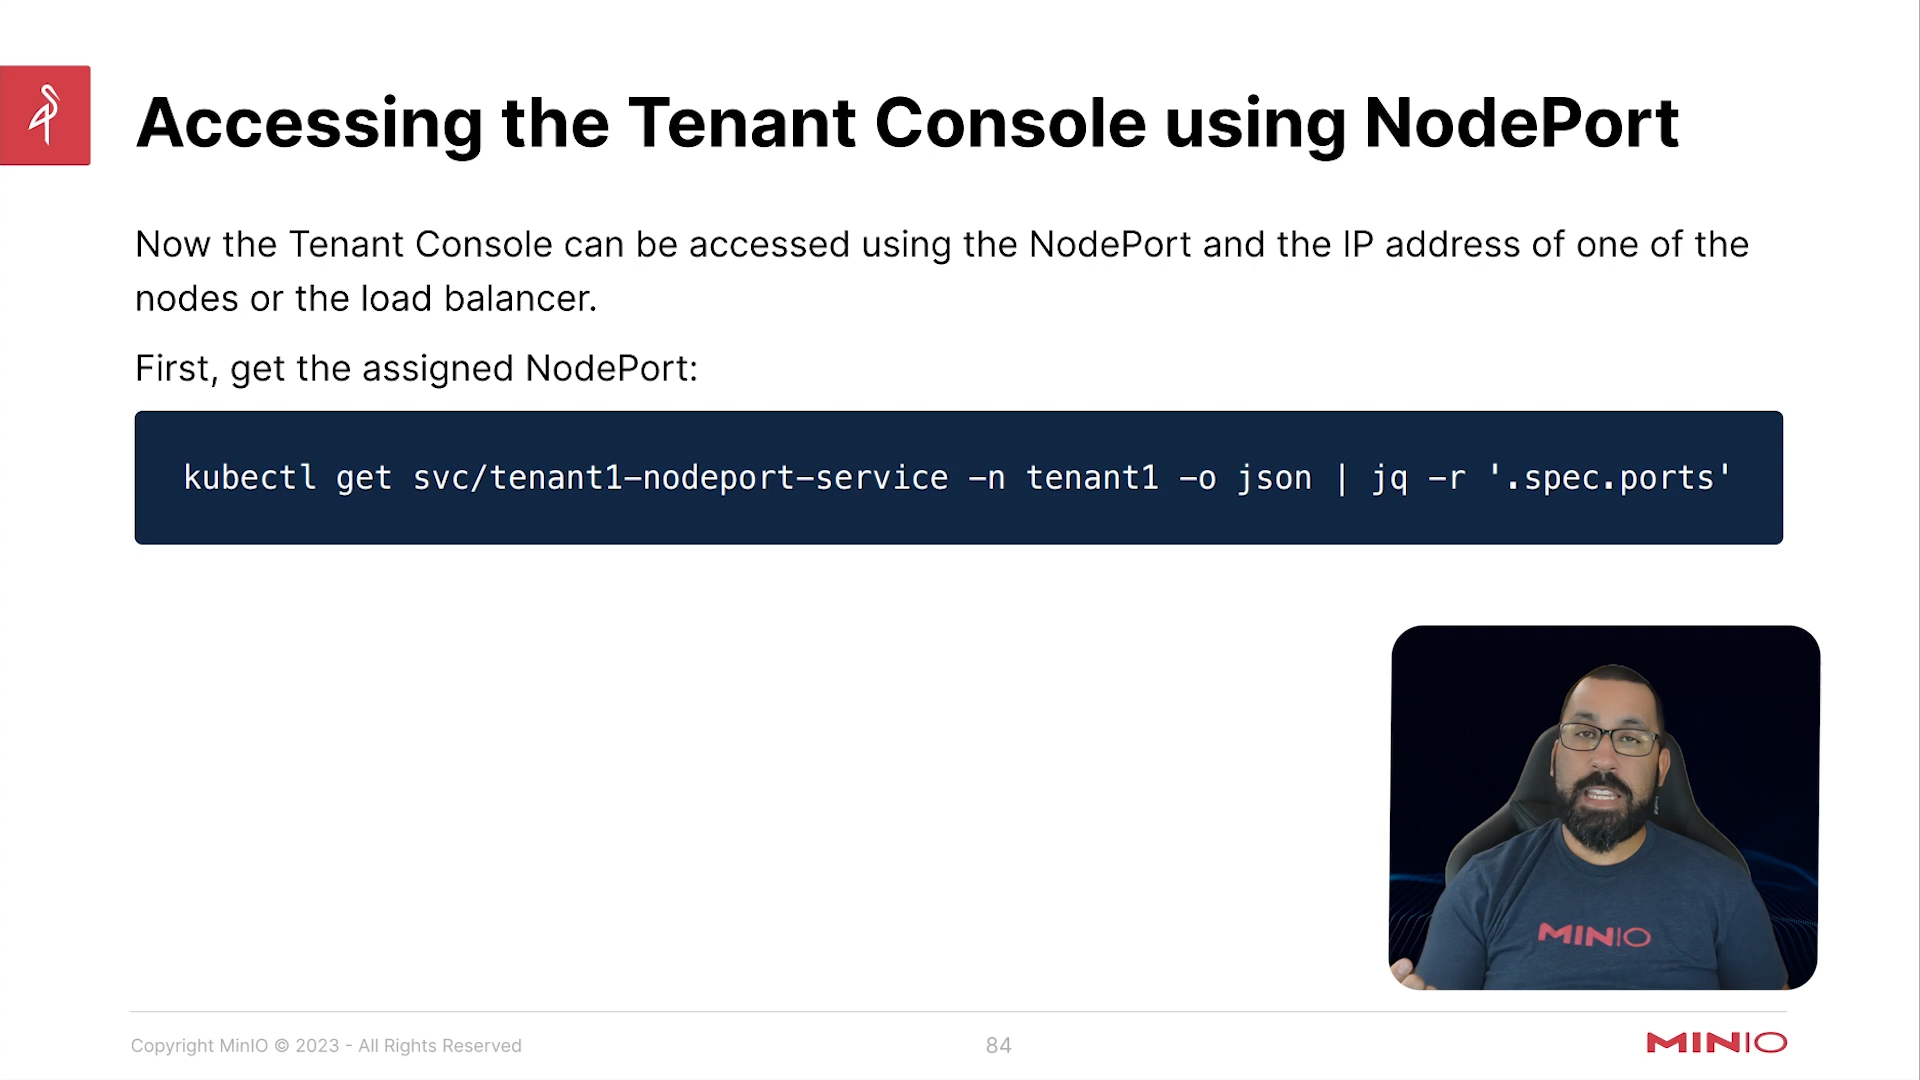 Accessing the Tenant Console using NodePort
Now the Tenant Console can be accessed using the NodePort and the IP address of one of the
nodes or the load balancer.
First, get the assigned NodePort:
kubectl get svc/tenant1-nodeport-service -n tenant1 -o json | jq -r '.spec.ports'
MINIO
Copyright MinIO © 2023 - All Rights Reserved
84
MINIO